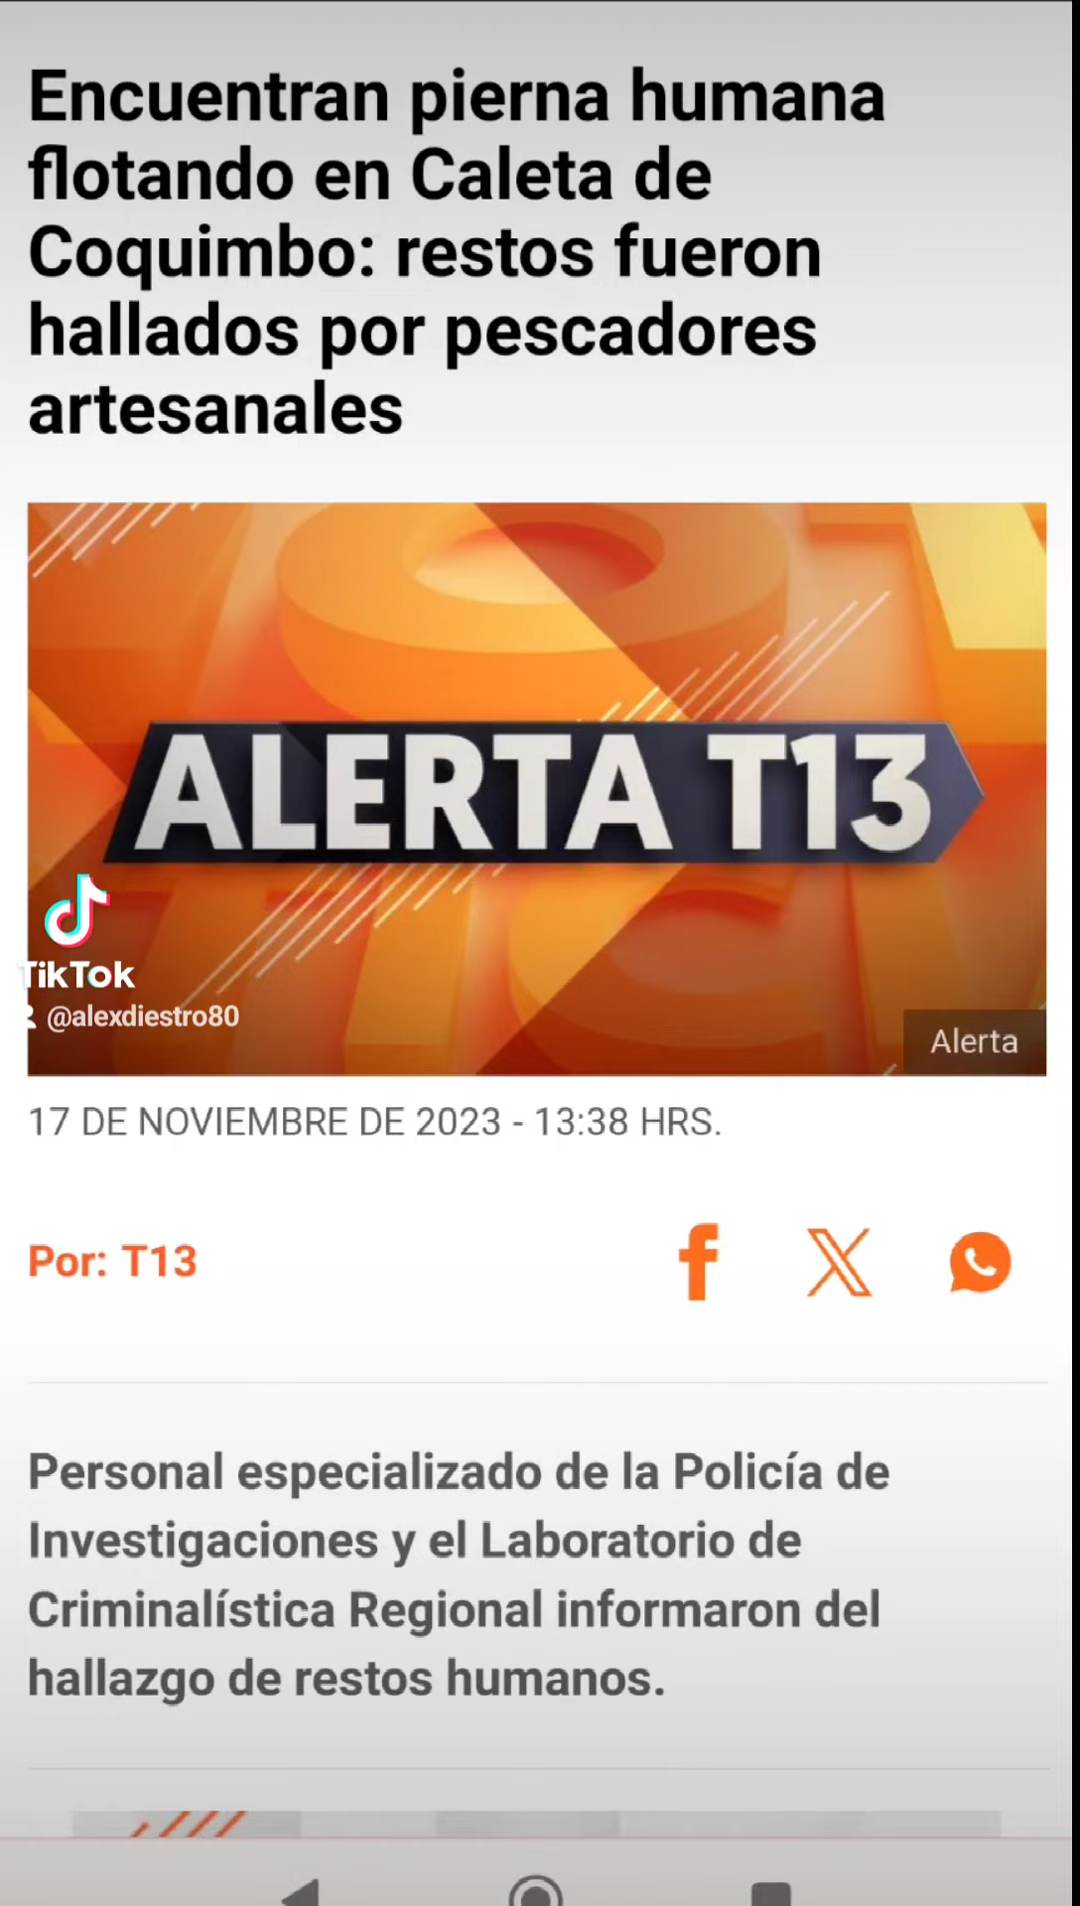 Encuentran pierna humana
flotando en Caleta de
Coquimbo: restos fueron
hallados por pescadores
artesanales
ALERTA T13
TikTok
@alexdiestro80
Alerta
17 DE NOVIEMBRE DE 2023 - 13:38 HRS.
Por: T13
Personal especializado de la Policía de
Investigaciones y el Laboratorio de
Criminalística Regional informaron del
hallazgo de restos humanos.